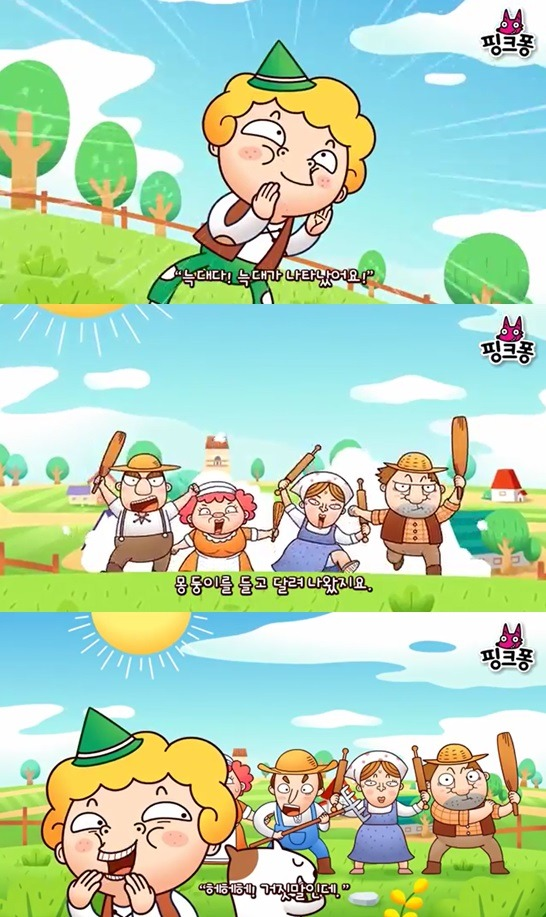 핑크퐁
“늑대다! 늑대가 나타났어요!”
핑크퐁
몽둥이를 들고 달려 나왔지요.
핑크퐁
“헤헤헤! 거짓말인데.”